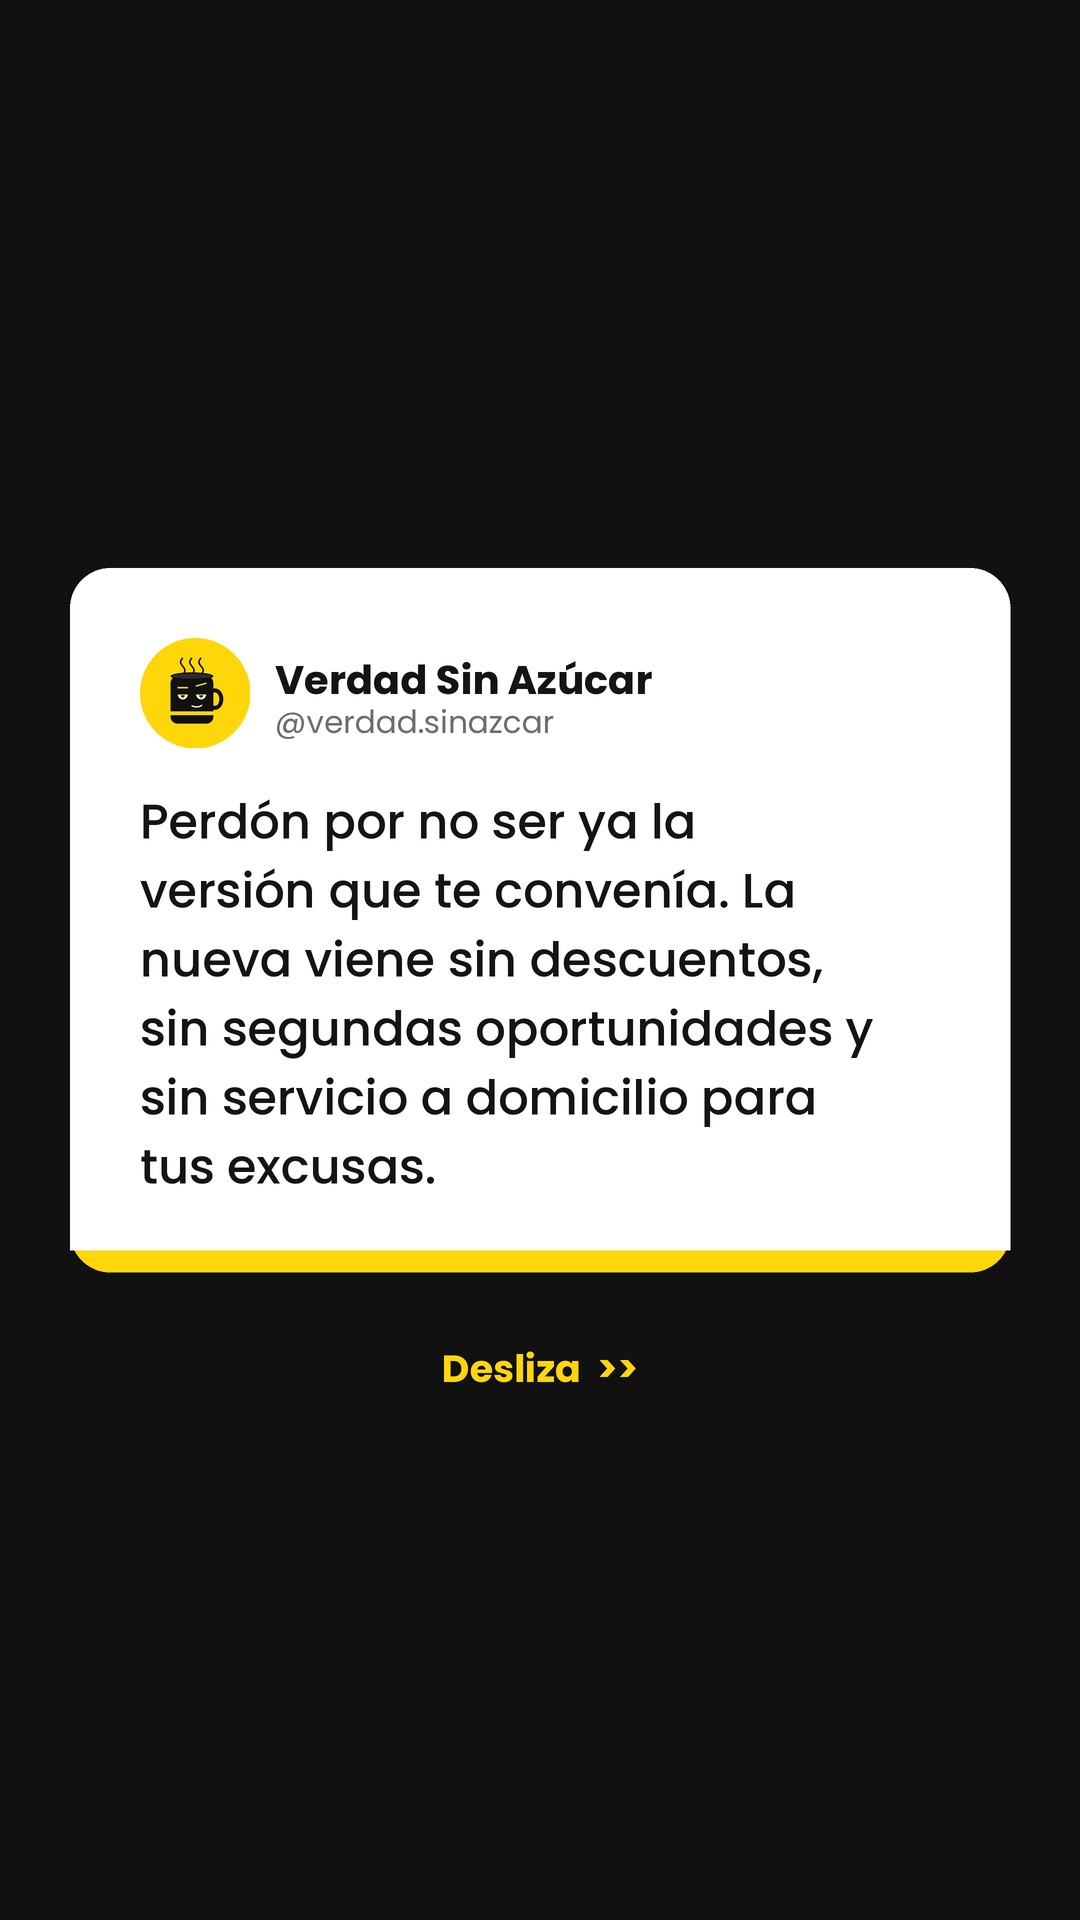 Verdad Sin Azúcar
@verdad.sinazcar
Perdón por no ser ya la
versión que te convenía. La
nueva viene sin descuentos,
sin segundas oportunidades y
sin servicio a domicilio para
tus excusas.
Desliza >>